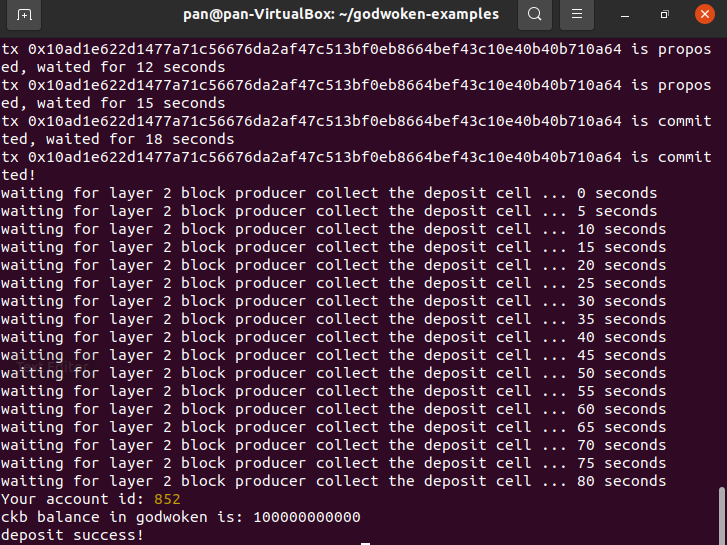 pan@pan-VirtualBox: ~/godwoken-examples
tx 0x10ad1e622d1477a71c56676da2af47c513bf0eb8664bef43c10e40b40b710a64 is propos
ed, waited for 12 seconds
tx 0x10ad1e622d1477a71c56676da2af47c513bf0eb8664bef43c10e40b40b710a64 is propos
ed, waited for 15 seconds
tx 0x10ad1e622d1477a71c56676da2af47c513bf0eb8664bef43c10e40b40b710a64 is commit
ted, waited for 18 seconds
tx 0x10ad1e622d1477a71c56676da2af47c513bf0eb8664bef43c10e40b40b710a64 is commit
ted!
waiting for layer 2 block producer collect the deposit cell ... 0 seconds
waiting for layer 2 block producer collect the deposit cell ... 5 seconds
waiting for layer 2 block producer collect the deposit cell ... 10 seconds
waiting for layer 2 block producer collect the deposit cell ... 15 seconds
waiting for layer 2 block producer collect the deposit cell ... 20 seconds
waiting for layer 2 block producer collect the deposit cell ... 25 seconds
waiting for layer 2 block producer collect the deposit cell ... 30 seconds
waiting for layer 2 block producer collect the deposit cell ... 35 seconds
waiting for layer 2 block producer collect the deposit cell ... 40 seconds
waiting for layer 2 block producer collect the deposit cell ... 45 seconds
waiting for layer 2 block producer collect the deposit cell ... 50 seconds
waiting for layer 2 block producer collect the deposit cell ... 55 seconds
waiting for layer 2 block producer collect the deposit cell ... 60 seconds
waiting for layer 2 block producer collect the deposit cell ... 65 seconds
waiting for layer 2 block producer collect the deposit cell ... 70 seconds
waiting for layer 2 block producer collect the deposit cell ... 75 seconds
waiting for layer 2 block producer collect the deposit cell ... 80 seconds
Your account id: 852
ckb balance in godwoken is: 100000000000
deposit success!